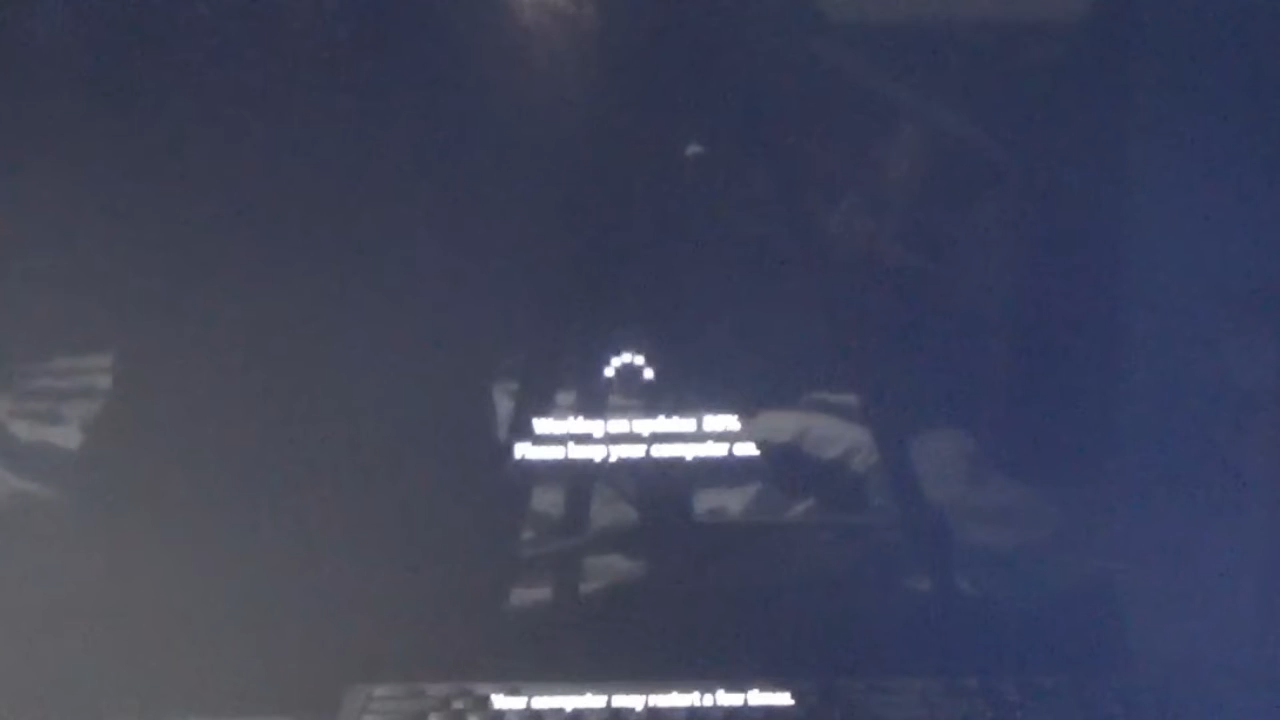 Working on updates
Please keep your computer on.
Your computer may restart a few times.